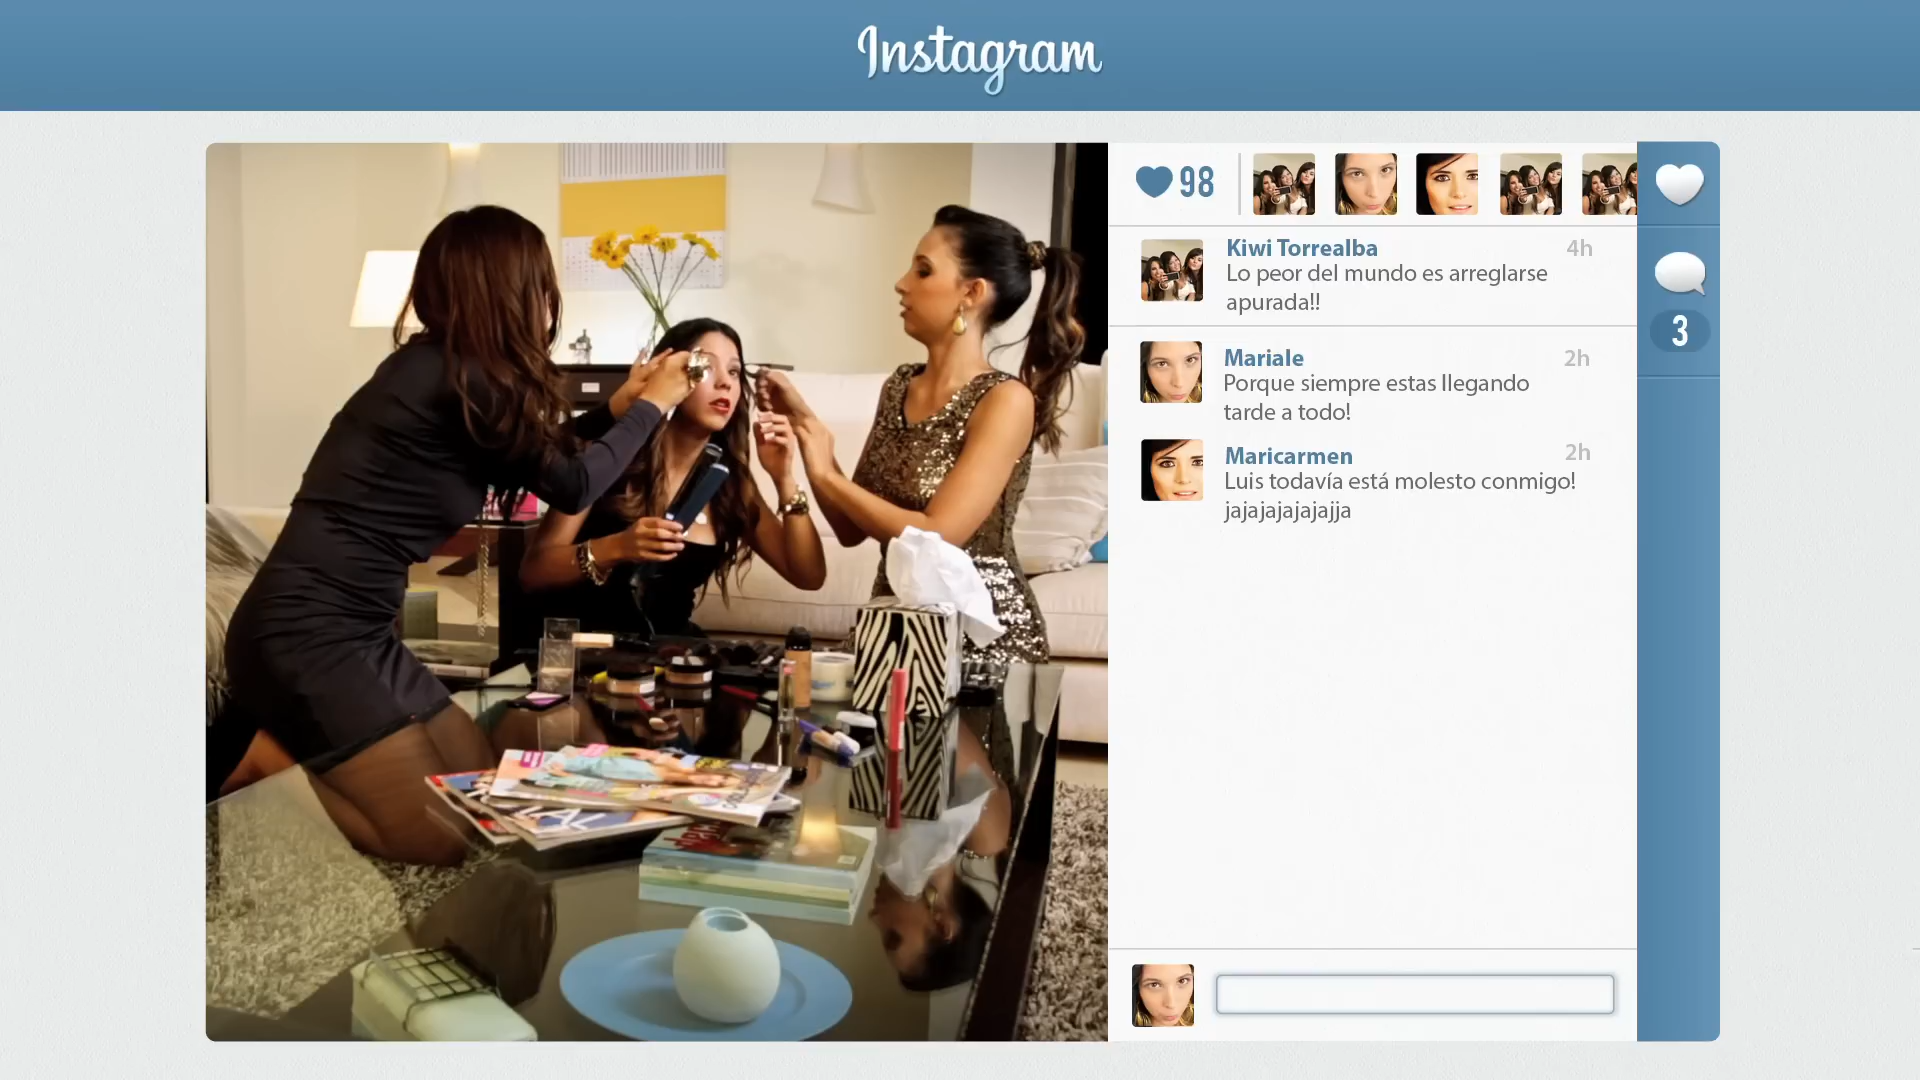 Instagram
98
Kiwi Torrealba 4h
Lo peor del mundo es arreglarse
apurada!!
3
Mariale 2h
Porque siempre estas llegando
tarde a todo!
Maricarmen 2h
Luis todavía está molesto conmigo!
jajajajajajajja